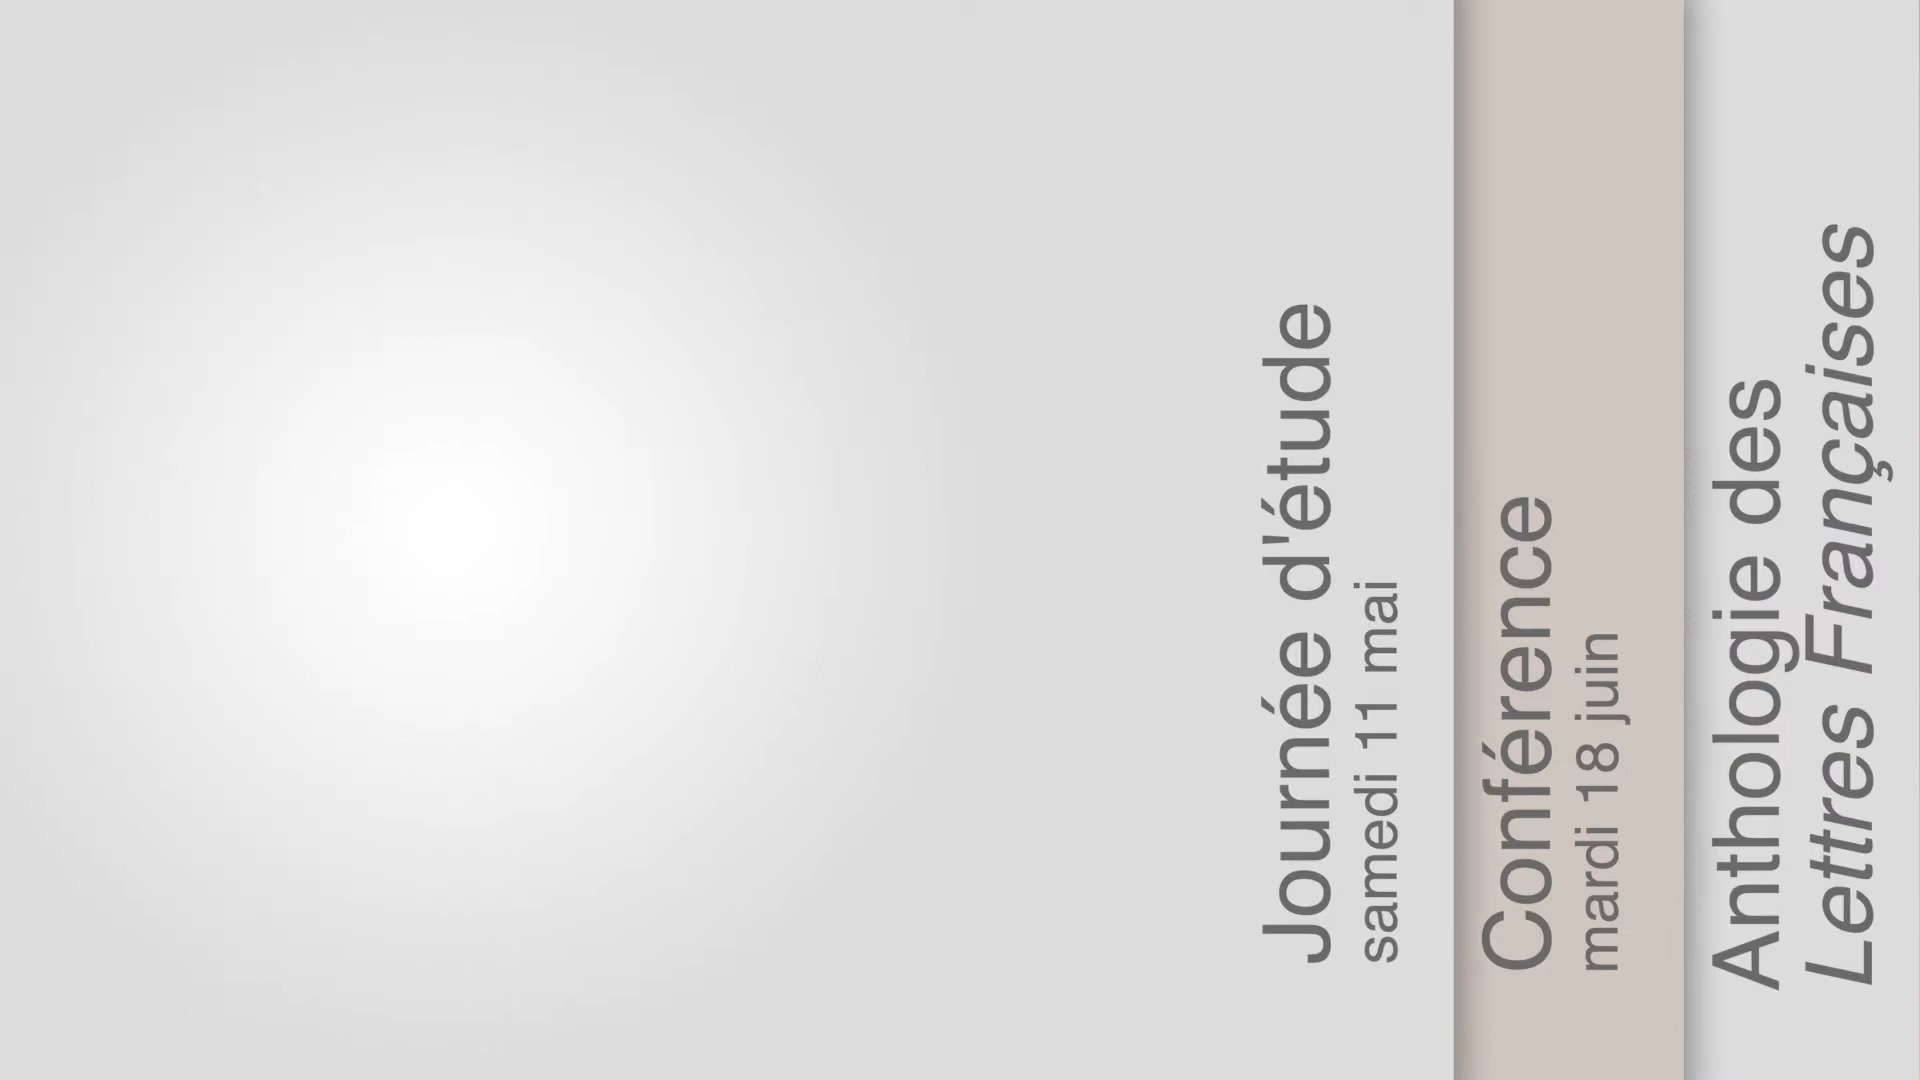 Journée d'étude
samedi 11 mai
Conférence
mardi 18 juin
Anthologie des
Lettres Françaises